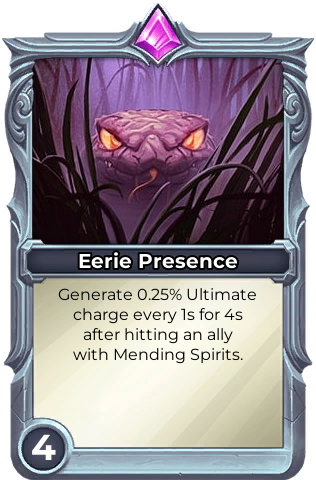 Eerie Presence
Generate 0.25% Ultimate
charge every 1s for 4s
after hitting an ally
with Mending Spirits.
4